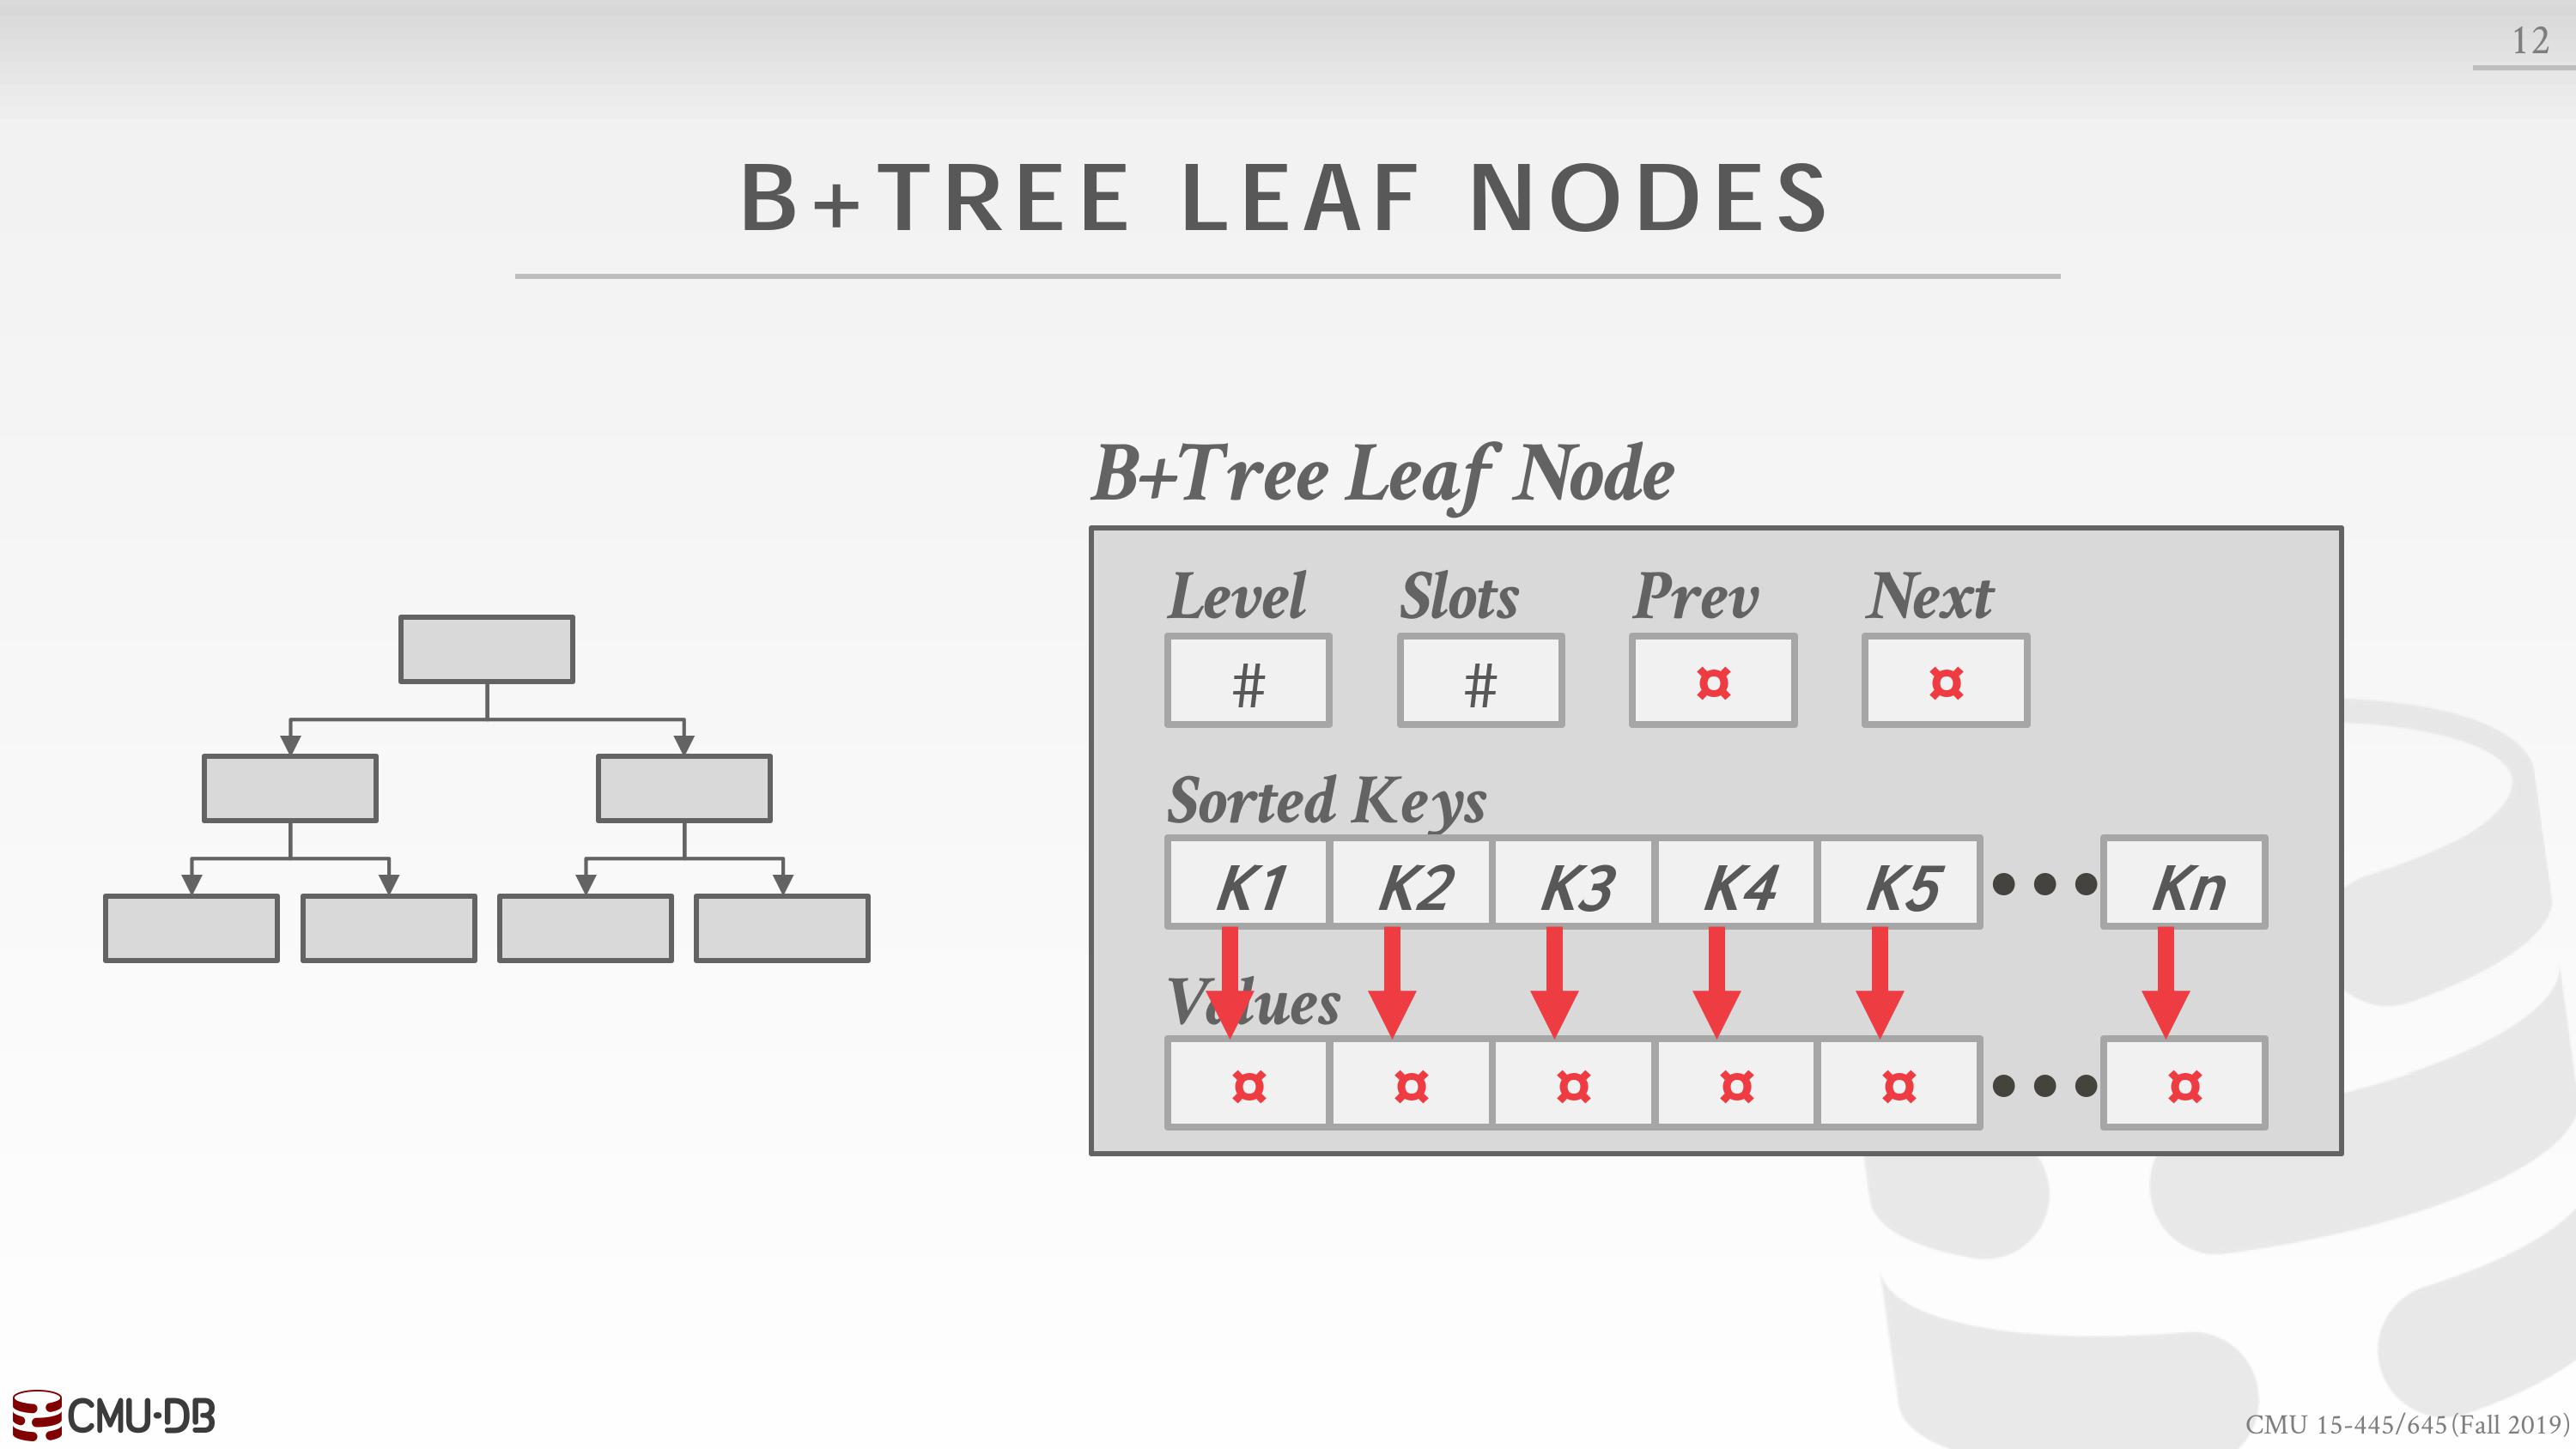 12
B+TREE LEAF NODES
B+Tree Leaf Node
Level Slots Prev Next
# # ¤ ¤
Sorted Keys
K1 K2 K3 K4 K5 ••• Kn
Values
¤ ¤ ¤ ¤ ¤ ••• ¤
CMU·DB
CMU 15-445/645 (Fall 2019)